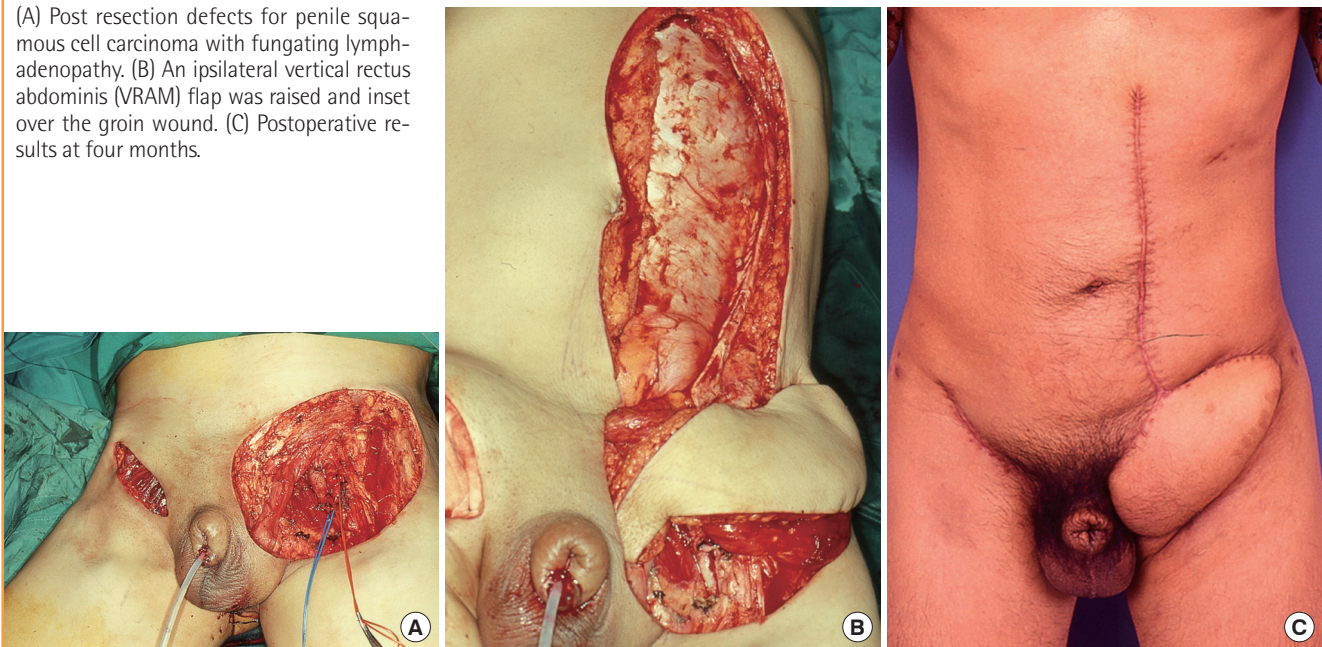 (A) Post resection defects for penile squa-
mous cell carcinoma with fungating lymph-
adenopathy. (B) An ipsilateral vertical rectus
abdominis (VRAM) flap was raised and inset
over the groin wound. (C) Postoperative re-
sults at four months.
A
B
C